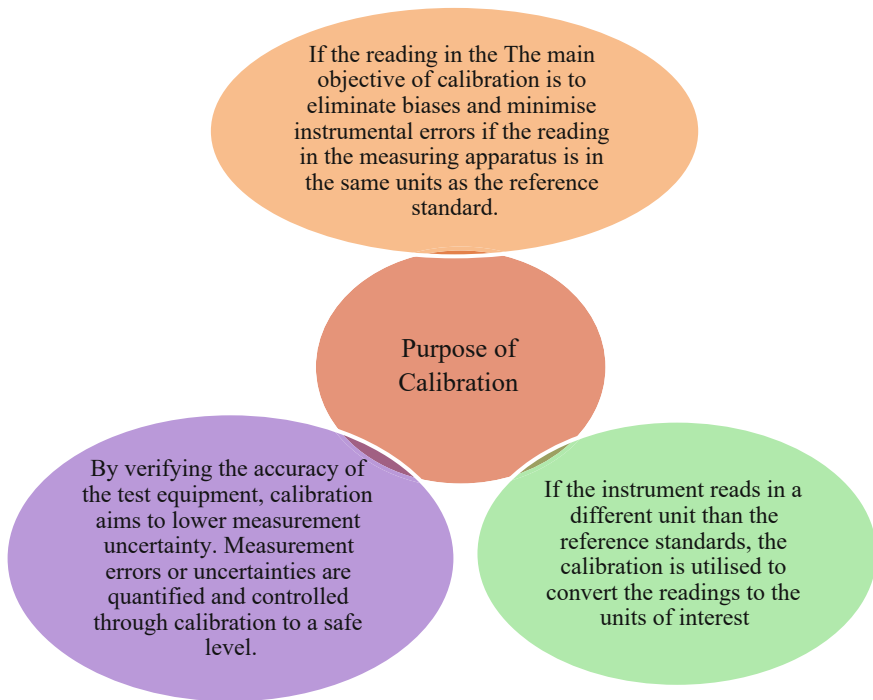 If the reading in the The main
objective of calibration is to
eliminate biases and minimise
instrumental errors if the reading
in the measuring apparatus is in
the same units as the reference
standard.
Purpose of
Calibration
By verifying the accuracy of
the test equipment, calibration
aims to lower measurement
uncertainty. Measurement
errors or uncertainties are
quantified and controlled
through calibration to a safe
level.
If the instrument reads in a
different unit than the
reference standards, the
calibration is utilised to
convert the readings to the
units of interest